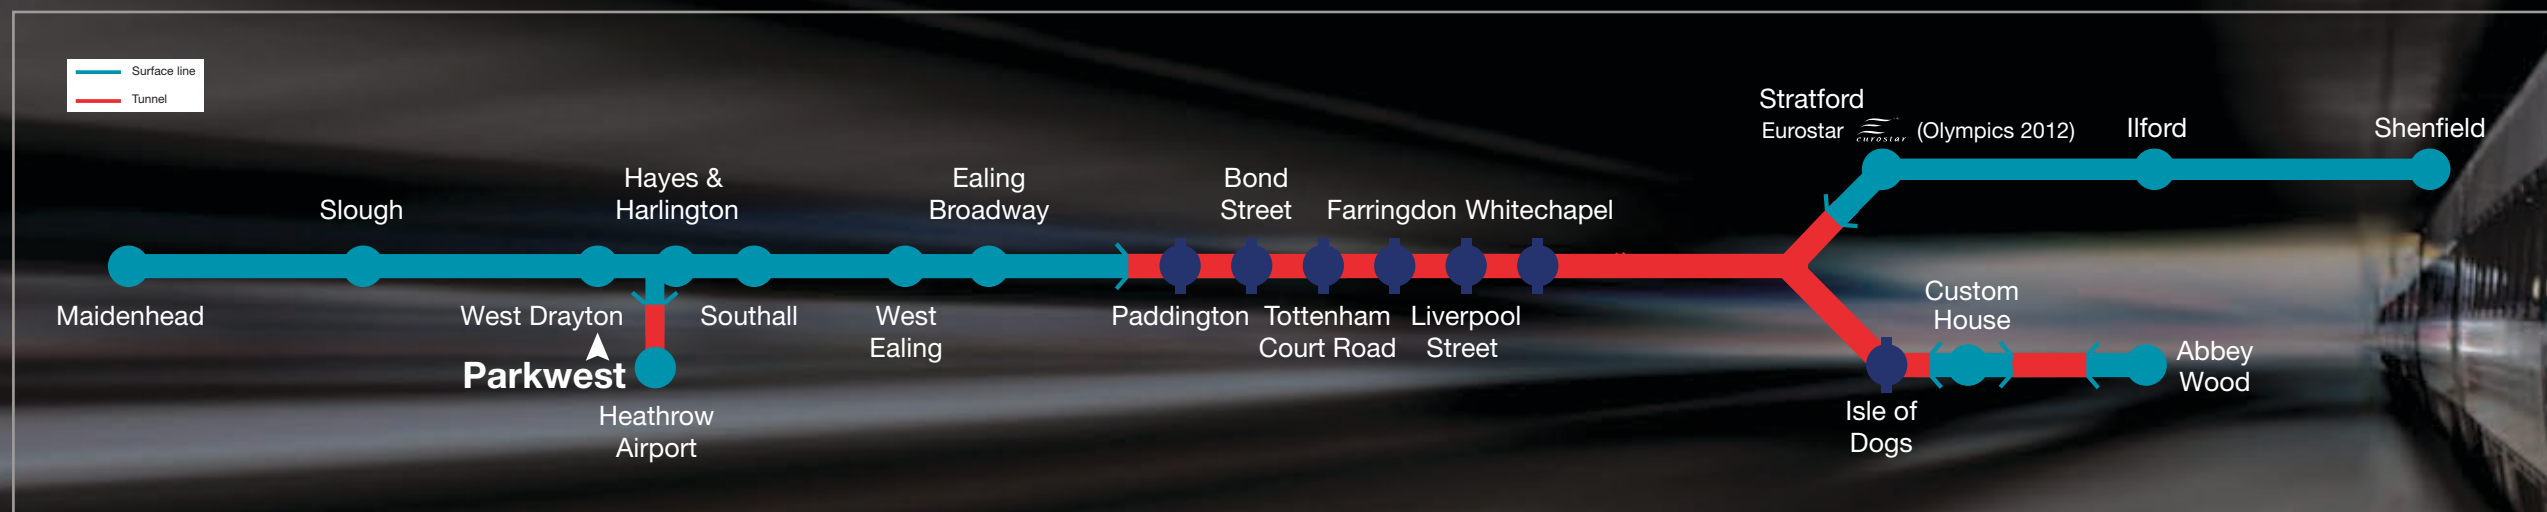 Surface line
Tunnel
Stratford
Eurostar eurostar (Olympics 2012)
Ilford
Shenfield
Hayes &
Harlington
Ealing
Broadway
Bond
Street
Slough
Farringdon Whitechapel
Maidenhead
West Drayton
Parkwest
Southall
West
Ealing
Paddington
Tottenham
Court Road
Liverpool
Street
Custom
House
Abbey
Wood
Heathrow
Airport
Isle of
Dogs